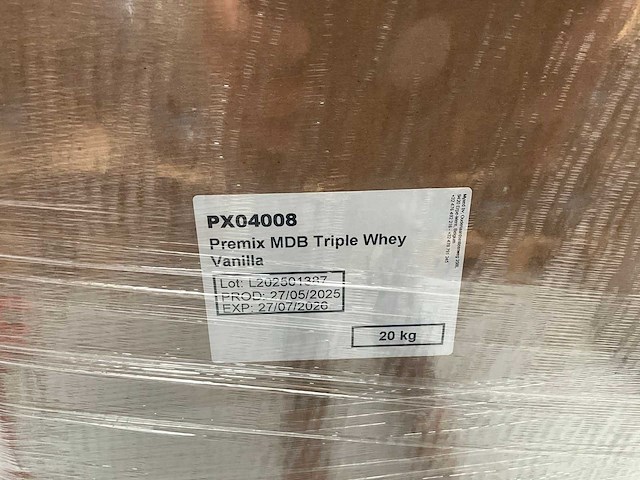 PX04008
Premix MDB Triple Whey
Vanilla
Lot: L202501387
PROD: 27/05/2025
EXP: 27/07/2026
20 kg